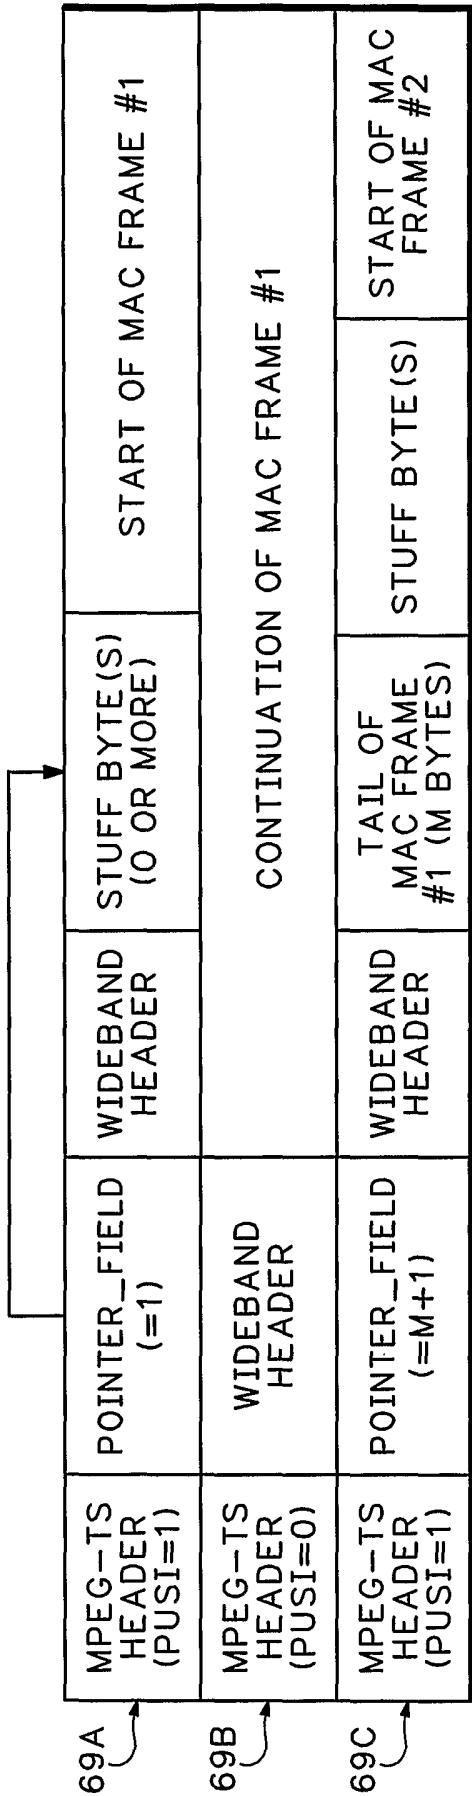 69A
MPEG-TS
HEADER
(PUSI=1)
POINTER_FIELD
(=1)
WIDEBAND
HEADER
STUFF BYTE(S)
(0 OR MORE)
START OF MAC FRAME #1
69B
MPEG-TS
HEADER
(PUSI=0)
WIDEBAND
HEADER
CONTINUATION OF MAC FRAME #1
69C
MPEG-TS
HEADER
(PUSI=1)
POINTER_FIELD
(=M+1)
WIDEBAND
HEADER
TAIL OF
MAC FRAME
#1 (M BYTES)
STUFF BYTE(S)
START OF MAC
FRAME #2